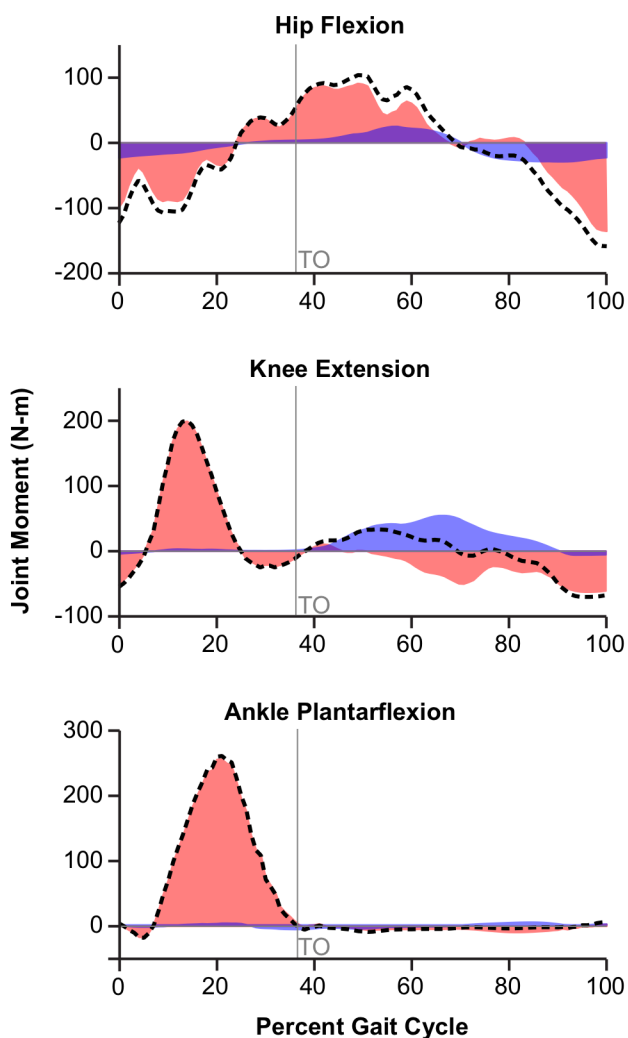 Hip Flexion
100
0
-100
-200
TO
0 20 40 60 80 100
Knee Extension
Joint Moment (N-m)
200
100
0
-100
TO
0 20 40 60 80 100
Ankle Plantarflexion
300
200
100
0
TO
0 20 40 60 80 100
Percent Gait Cycle